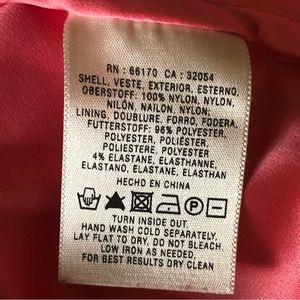 RN : 66170 CA : 32054
SHELL, VESTE, EXTERIOR, ESTERNO,
OBERSTOFF: 100% NYLON, NYLON,
NILÓN, NAILON, NYLON;
LINING, DOUBLURE, FORRO, FODERA,
FUTTERSTOFF: 96% POLYESTER
POLYESTER, POLIÉSTER,
POLIESTERE, POLYESTER
4% ELASTANE, ELASTHANNE,
ELASTANO, ELASTANE, ELASTHAN
HECHO EN CHINA
P
TURN INSIDE OUT.
HAND WASH COLD SEPARATELY.
LAY FLAT TO DRY. DO NOT BLEACH.
LOW IRON AS NEEDED.
FOR BEST RESULTS DRY CLEAN